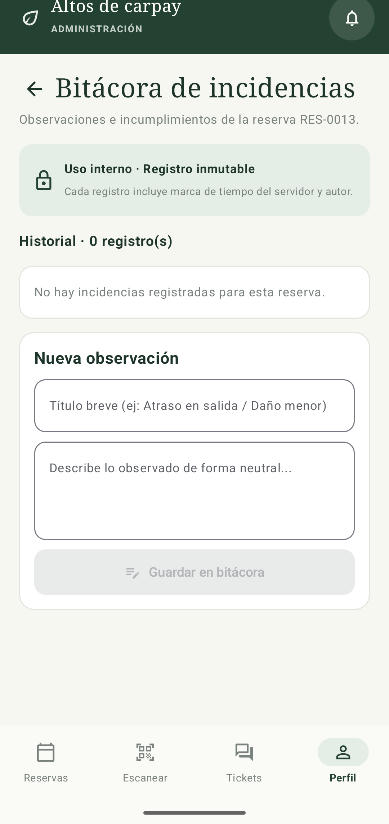 Altos de carpay
ADMINISTRACIÓN
Bitácora de incidencias
Observaciones e incumplimientos de la reserva RES-0013.
Uso interno · Registro inmutable
Cada registro incluye marca de tiempo del servidor y autor.
Historial · 0 registro(s)
No hay incidencias registradas para esta reserva.
Nueva observación
Título breve (ej: Atraso en salida / Daño menor)
Describe lo observado de forma neutral...
Guardar en bitácora
Reservas
Escanear
Tickets
Perfil